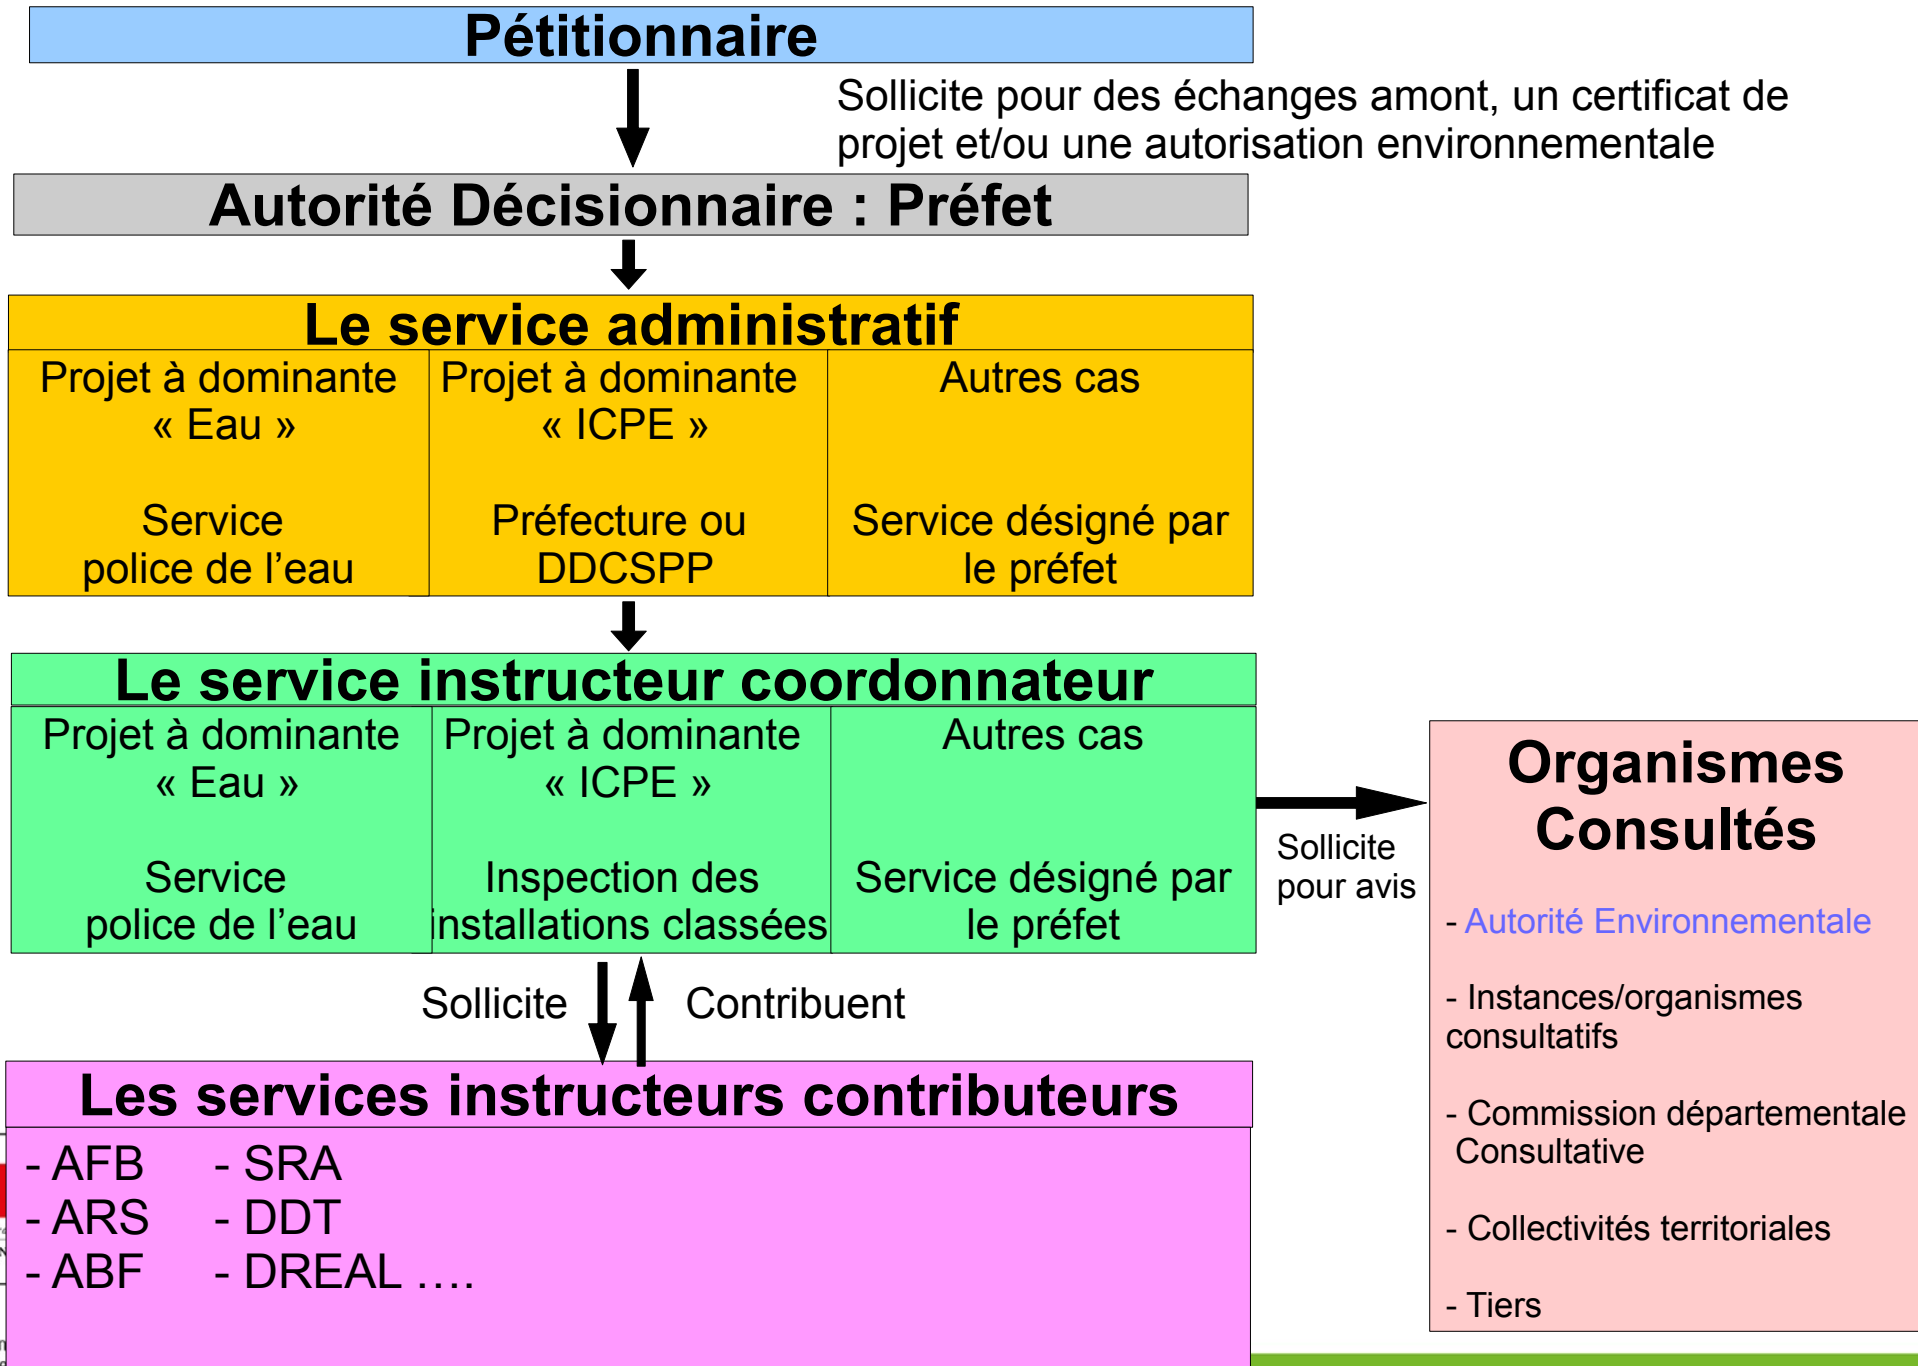 Pétitionnaire
Sollicite pour des échanges amont, un certificat de
projet et/ou une autorisation environnementale
Autorité Décisionnaire : Préfet
Le service administratif
Projet à dominante
« Eau »
Service
police de l’eau
Projet à dominante
« ICPE »
Préfecture ou
DDCSPP
Autres cas
Service désigné par
le préfet
Le service instructeur coordonnateur
Projet à dominante
« Eau »
Service
police de l’eau
Projet à dominante
« ICPE »
Inspection des
installations classées
Autres cas
Service désigné par
le préfet
Sollicite
pour avis
Organismes
Consultés
- Autorité Environnementale
- Instances/organismes
consultatifs
- Commission départementale
Consultative
- Collectivités territoriales
- Tiers
Sollicite
Contribuent
Les services instructeurs contributeurs
- AFB - SRA
- ARS - DDT
- ABF - DREAL ....